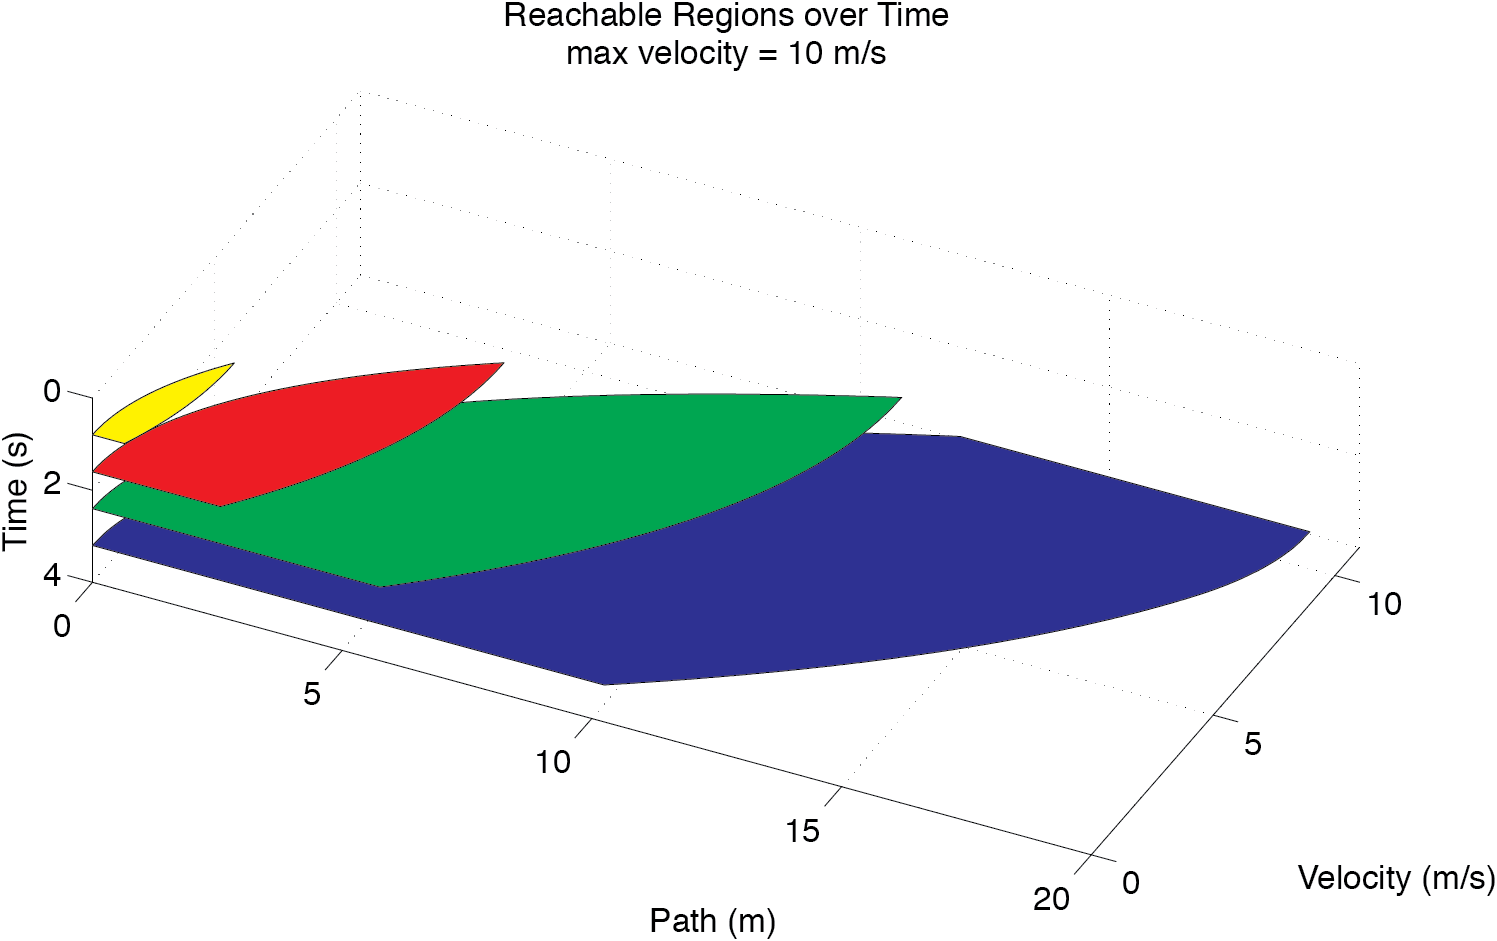 Reachable Regions over Time
max velocity = 10 m/s
0
2
4
Time (s)
0
5
10
15
20
Path (m)
0
5
10
Velocity (m/s)